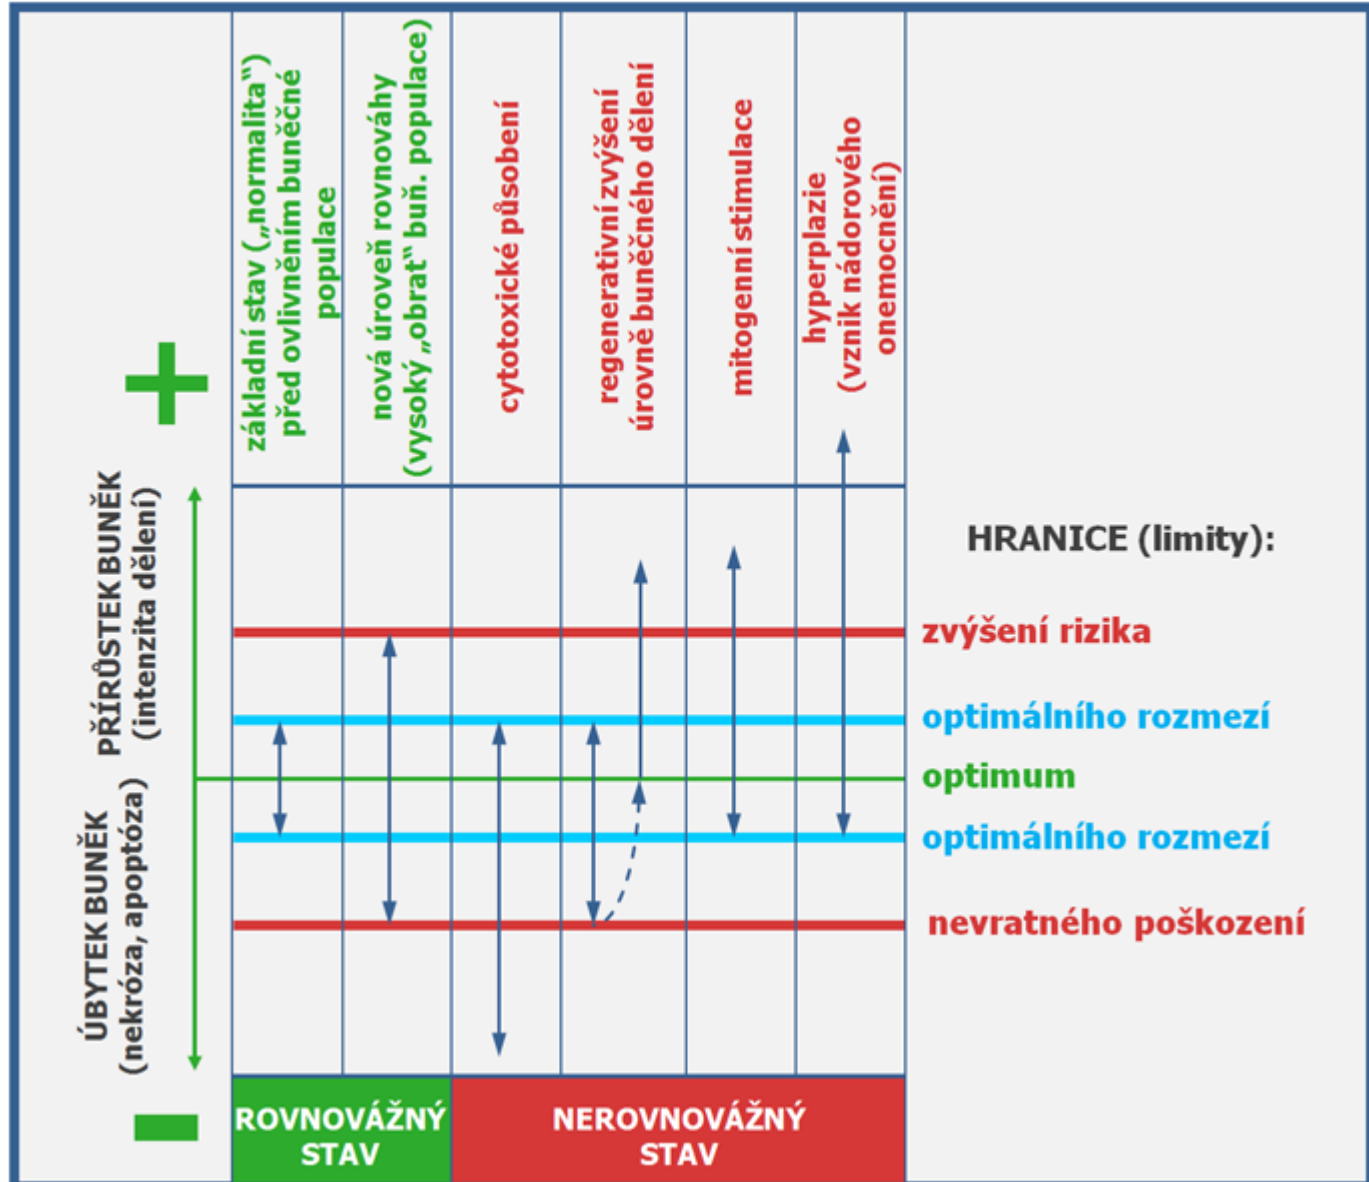 základní stav („normalita“)
před ovlivněním buněčné
populace
nová úroveň rovnováhy
(vysoký „obrat“ buň. populace)
cytotoxické působení
regenerativní zvýšení
úrovně buněčného dělení
mitogenní stimulace
hyperplazie
(vznik nádorového
onemocnění)
+
PŘÍRŮSTEK BUNĚK
(intenzita dělení)
ÚBYTEK BUNĚK
(nekróza, apoptóza)
HRANICE (limity):
zvýšení rizika
optimálního rozmezí
optimum
optimálního rozmezí
nevratného poškození
-
ROVNOVÁŽNÝ
STAV
NEROVNOVÁŽNÝ
STAV